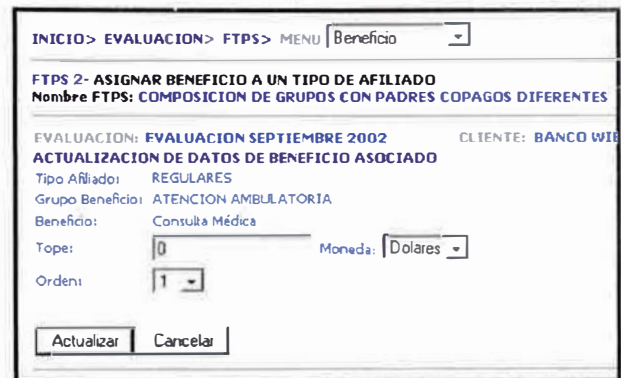 INICIO> EVALUACION> FTPS> MENU Beneficio
FTPS 2- ASIGNAR BENEFICIO A UN TIPO DE AFILIADO
Nombre FTPS: COMPOSICION DE GRUPOS CON PADRES COPAGOS DIFERENTES
EVALUACION: EVALUACION SEPTIEMBRE 2002 CLIENTE: BANCO WIE
ACTUALIZACION DE DATOS DE BENEFICIO ASOCIADO
Tipo Afiliado: REGULARES
Grupo Beneficio: ATENCION AMBULATORIA
Beneficio: Consulta Médica
Tope: 0 Moneda: Dolares
Orden: 1
Actualizar Cancelar